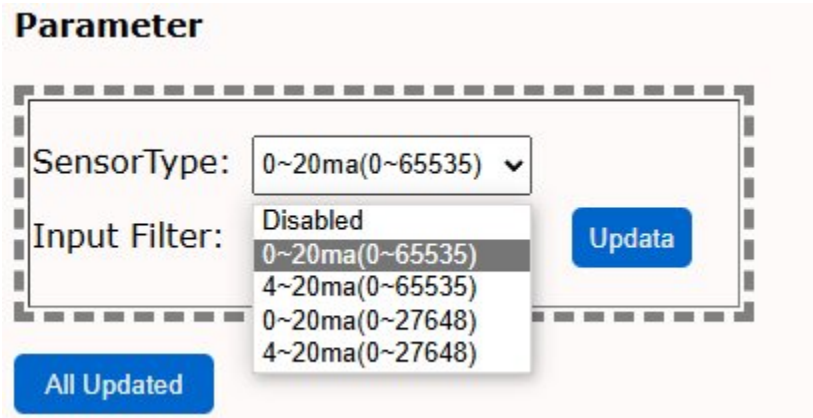 Parameter
SensorType: 0~20ma(0~65535)
Input Filter:
Disabled
0~20ma(0~65535)
4~20ma(0~65535)
0~20ma(0~27648)
4~20ma(0~27648)
Updata
All Updated